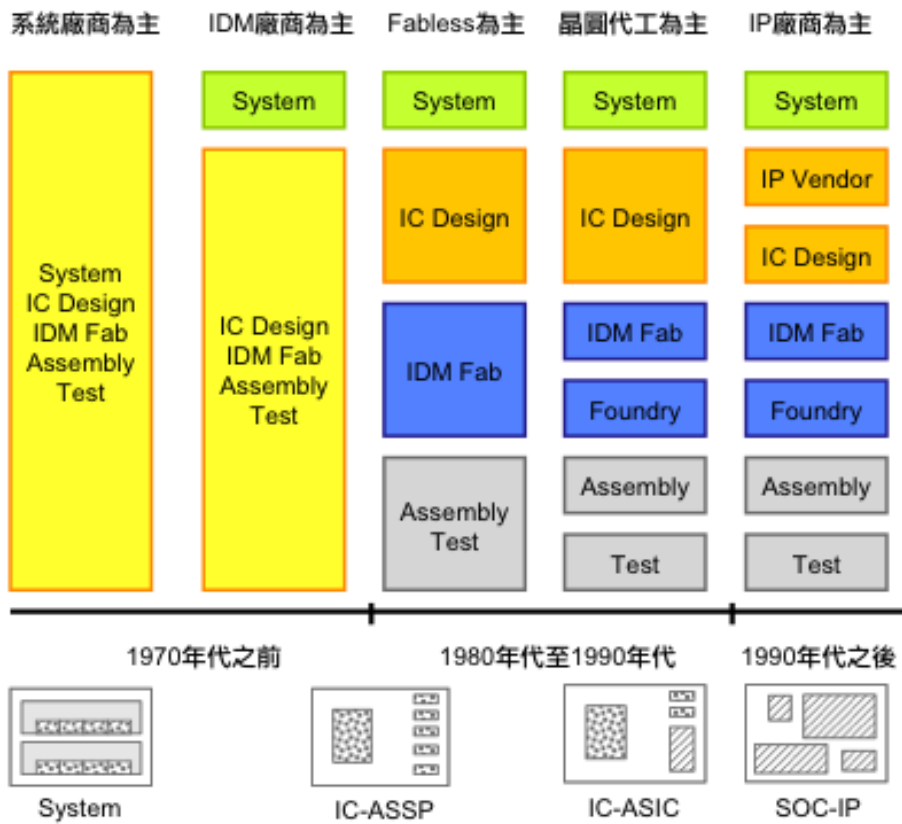 系統廠商為主
IDM廠商為主
Fabless為主
晶圓代工為主
IP廠商為主
System
IC Design
IDM Fab
Assembly
Test
System
IC Design
IDM Fab
Assembly
Test
System
IC Design
IDM Fab
Assembly
Test
System
IC Design
IDM Fab
Foundry
Assembly
Test
System
IP Vendor
IC Design
IDM Fab
Foundry
Assembly
Test
1970年代之前
1980年代至1990年代
1990年代之後
System
IC-ASSP
IC-ASIC
SOC-IP